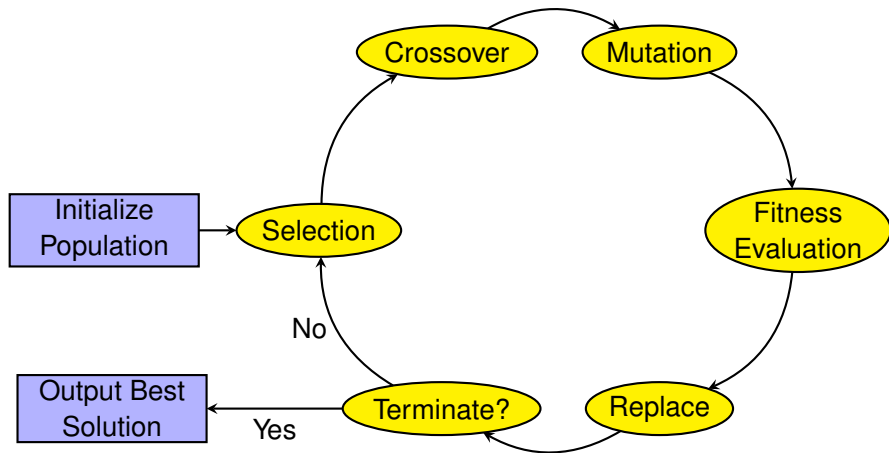 Crossover
Mutation
Initialize
Population
Selection
Fitness
Evaluation
No
Output Best
Solution
Yes
Terminate?
Replace